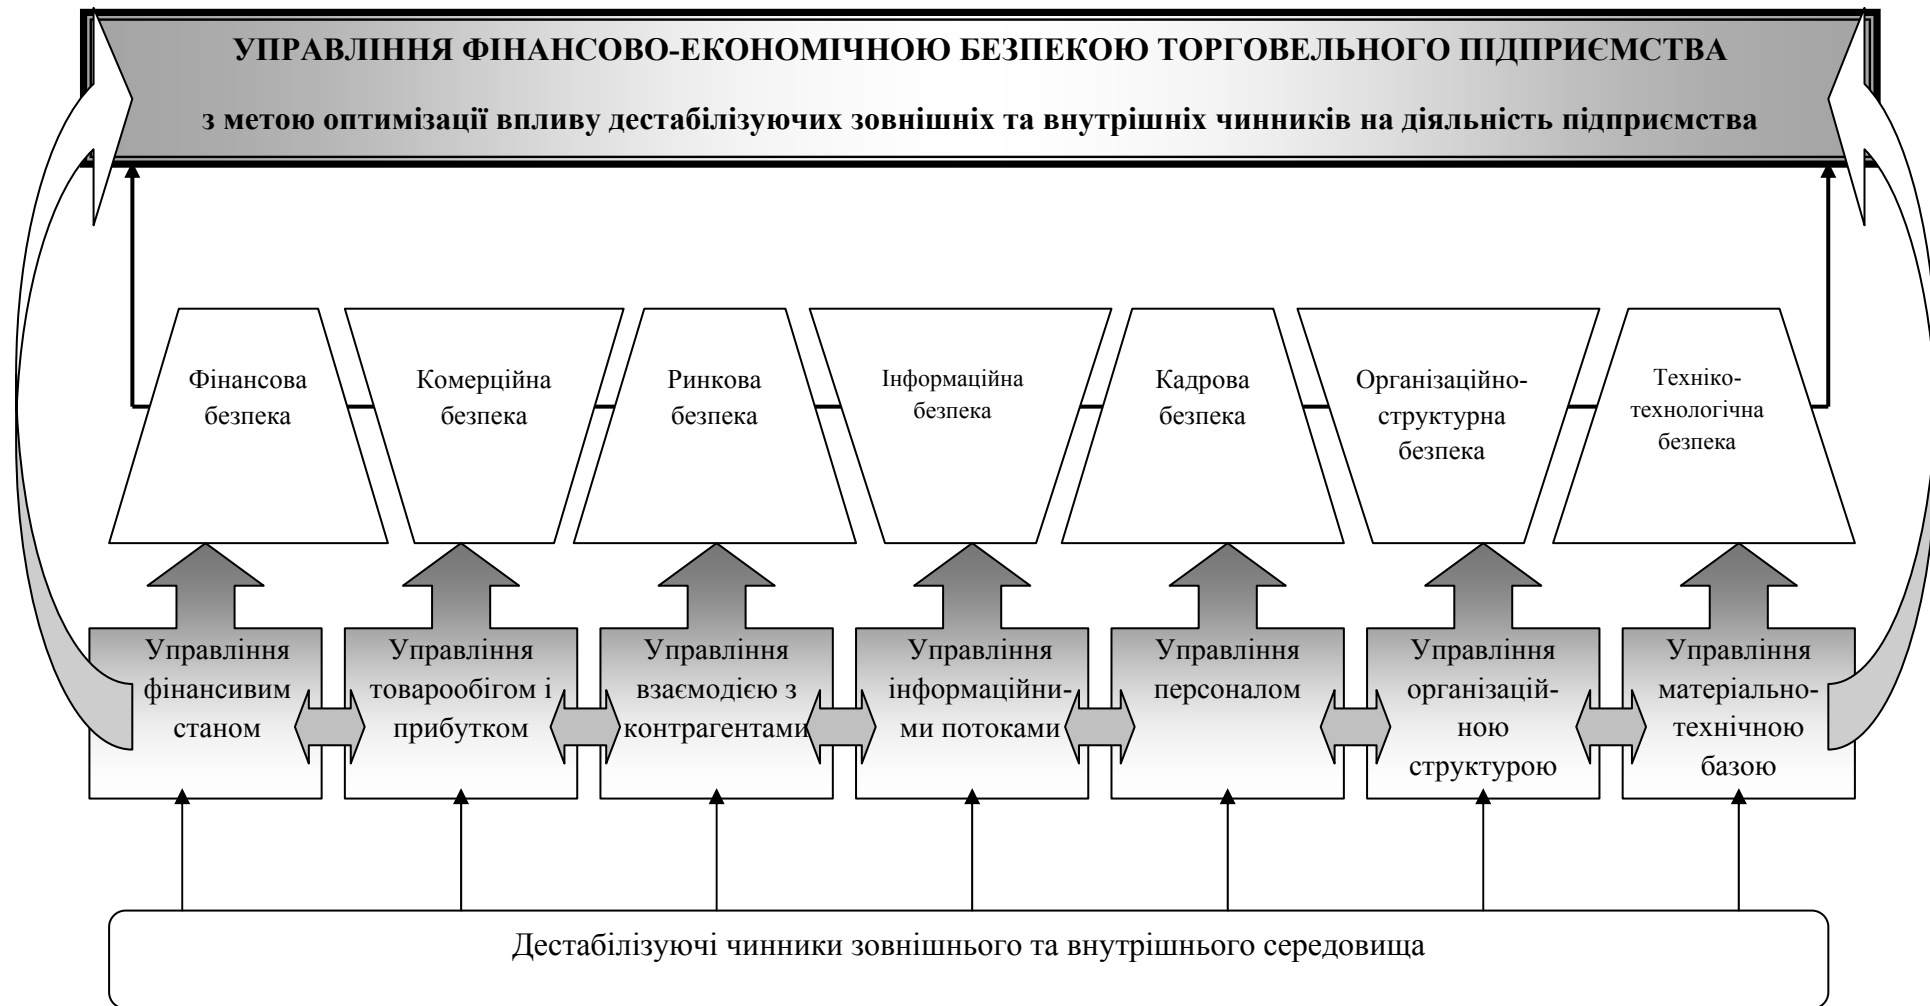 УПРАВЛІННЯ ФІНАНСОВО-ЕКОНОМІЧНОЮ БЕЗПЕКОЮ ТОРГОВЕЛЬНОГО ПІДПРИЄМСТВА
з метою оптимізації впливу дестабілізуючих зовнішніх та внутрішніх чинників на діяльність підприємства
Фінансова
безпека
Комерційна
безпека
Ринкова
безпека
Інформаційна
безпека
Кадрова
безпека
Організаційно-
структурна
безпека
Техніко-
технологічна
безпека
Управління
фінансивим
станом
Управління
товарообігом і
прибутком
Управління
взаємодією з
контрагентами
Управління
інформаційни-
ми потоками
Управління
персоналом
Управління
організацій-
ною
структурою
Управління
матеріально-
технічною
базою
Дестабілізуючі чинники зовнішнього та внутрішнього середовища